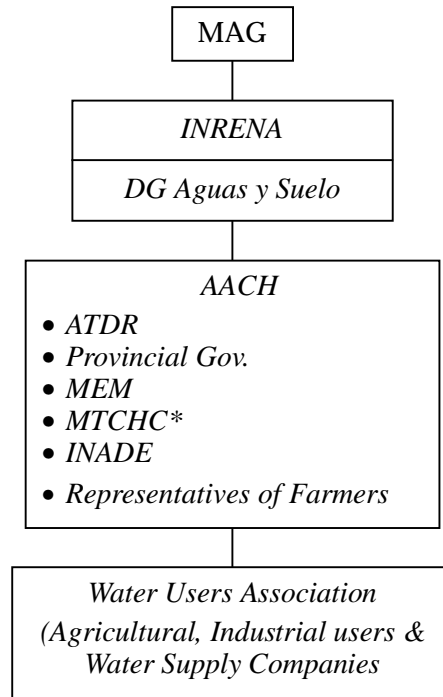 MAG
INRENA
DG Aguas y Suelo
AACH
• ATDR
• Provincial Gov.
• MEM
• MTCHC*
• INADE
• Representatives of Farmers
Water Users Association
(Agricultural, Industrial users &
Water Supply Companies